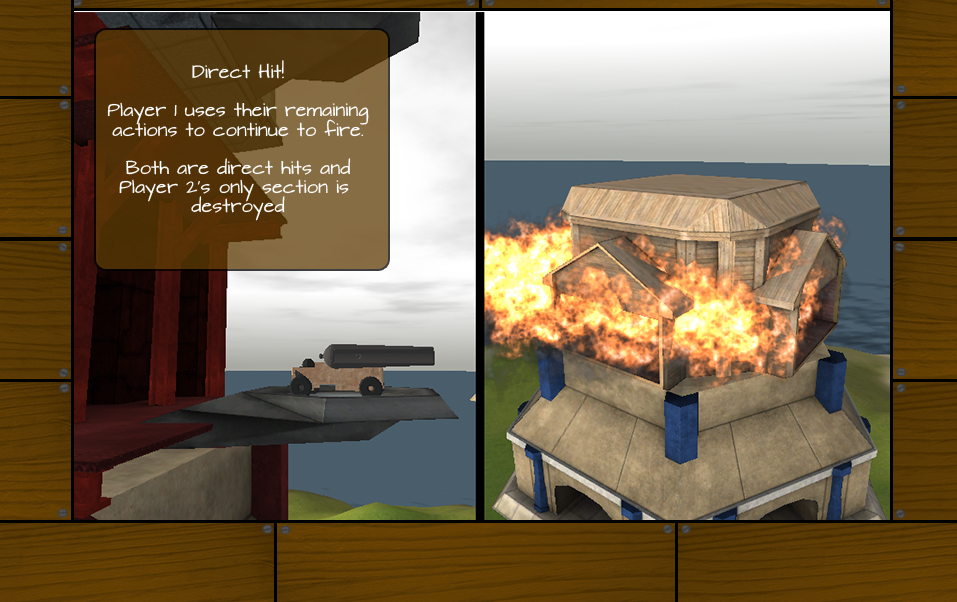 Direct Hit!
Player 1 uses their remaining
actions to continue to fire.
Both are direct hits and
Player 2's only section is
destroyed